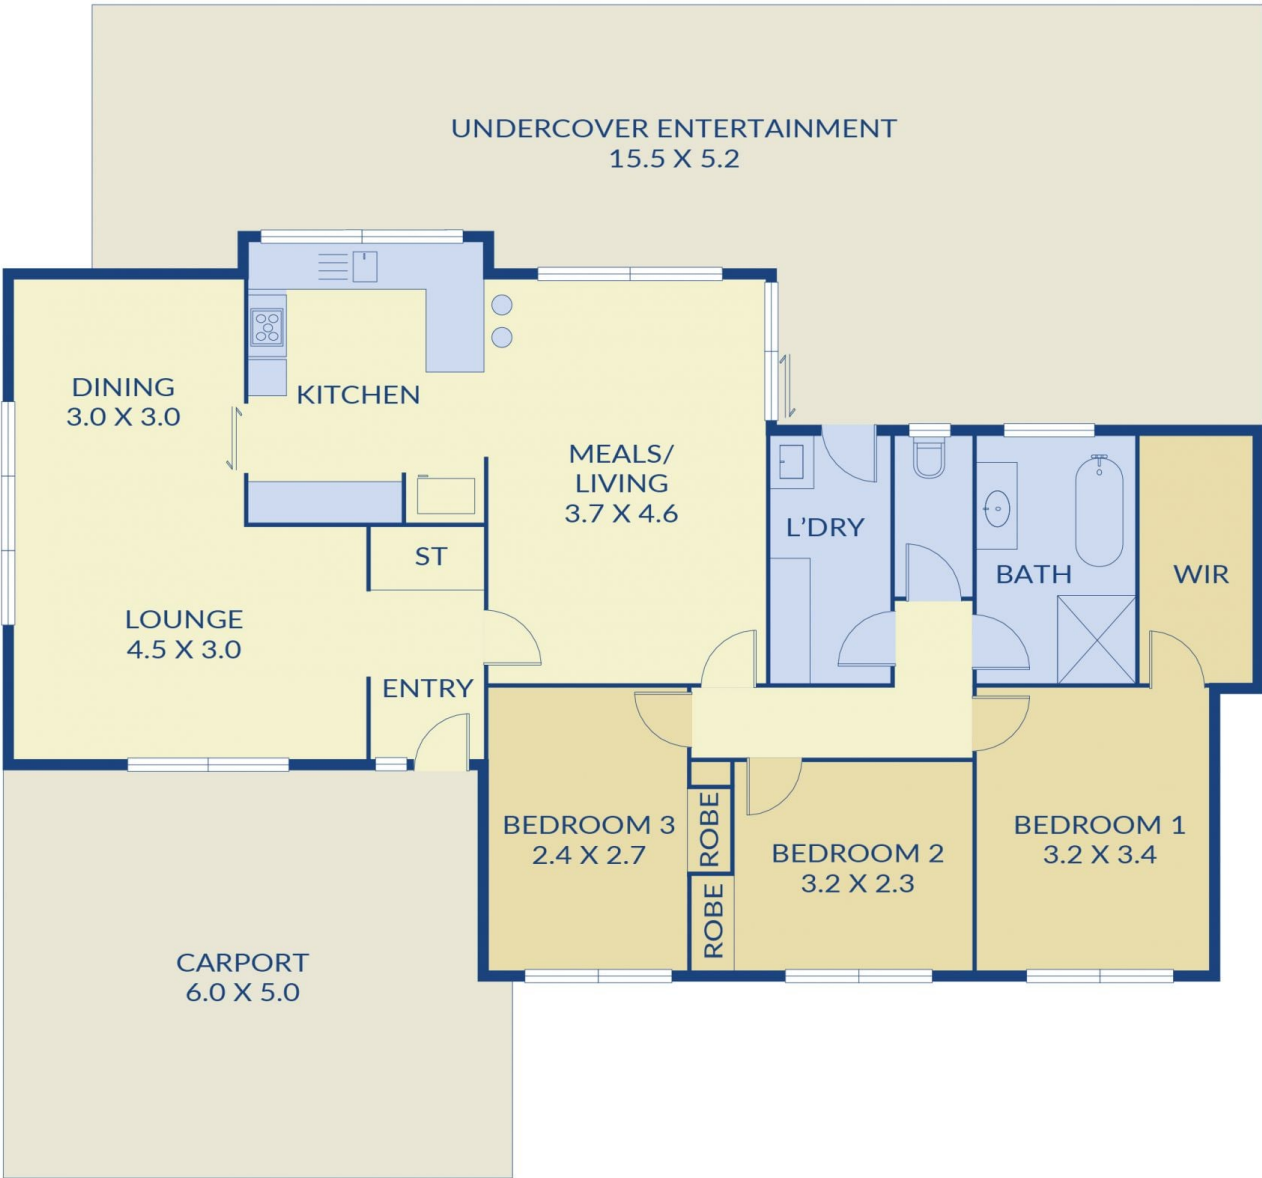 UNDERCOVER ENTERTAINMENT
15.5 X 5.2
DINING
3.0 X 3.0
KITCHEN
MEALS/
LIVING
3.7 X 4.6
L'DRY
BATH
WIR
ST
LOUNGE
4.5 X 3.0
ENTRY
BEDROOM 3
2.4 X 2.7
ROBE
ROBE
BEDROOM 2
3.2 X 2.3
BEDROOM 1
3.2 X 3.4
CARPORT
6.0 X 5.0